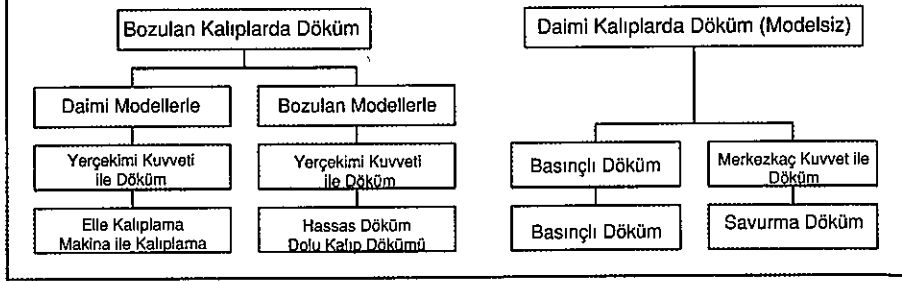 Bozulan Kalıplarda Döküm
Daimi Modellerle
Bozulan Modellerle
Yerçekimi Kuvveti
ile Döküm
Yerçekimi Kuvveti
ile Döküm
Elle Kalıplama
Makina ile Kalıplama
Hassas Döküm
Dolu Kalıp Dökümü
Daimi Kalıplarda Döküm (Modelsiz)
Basınçlı Döküm
Merkezkaç Kuvvet ile
Döküm
Basınçlı Döküm
Savurma Döküm